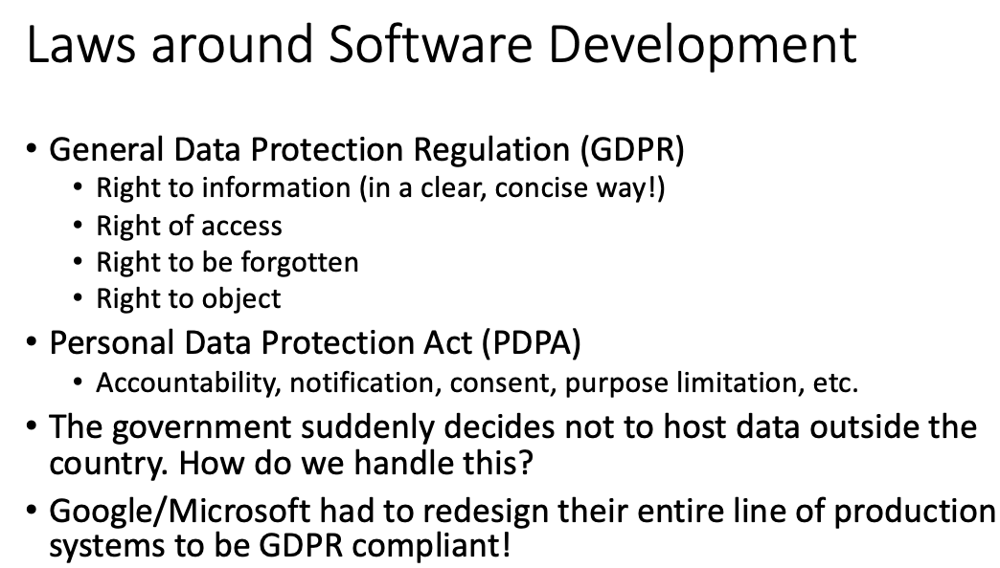 Laws around Software Development
• General Data Protection Regulation (GDPR)
• Right to information (in a clear, concise way!)
• Right of access
• Right to be forgotten
• Right to object
• Personal Data Protection Act (PDPA)
• Accountability, notification, consent, purpose limitation, etc.
• The government suddenly decides not to host data outside the
country. How do we handle this?
• Google/Microsoft had to redesign their entire line of production
systems to be GDPR compliant!